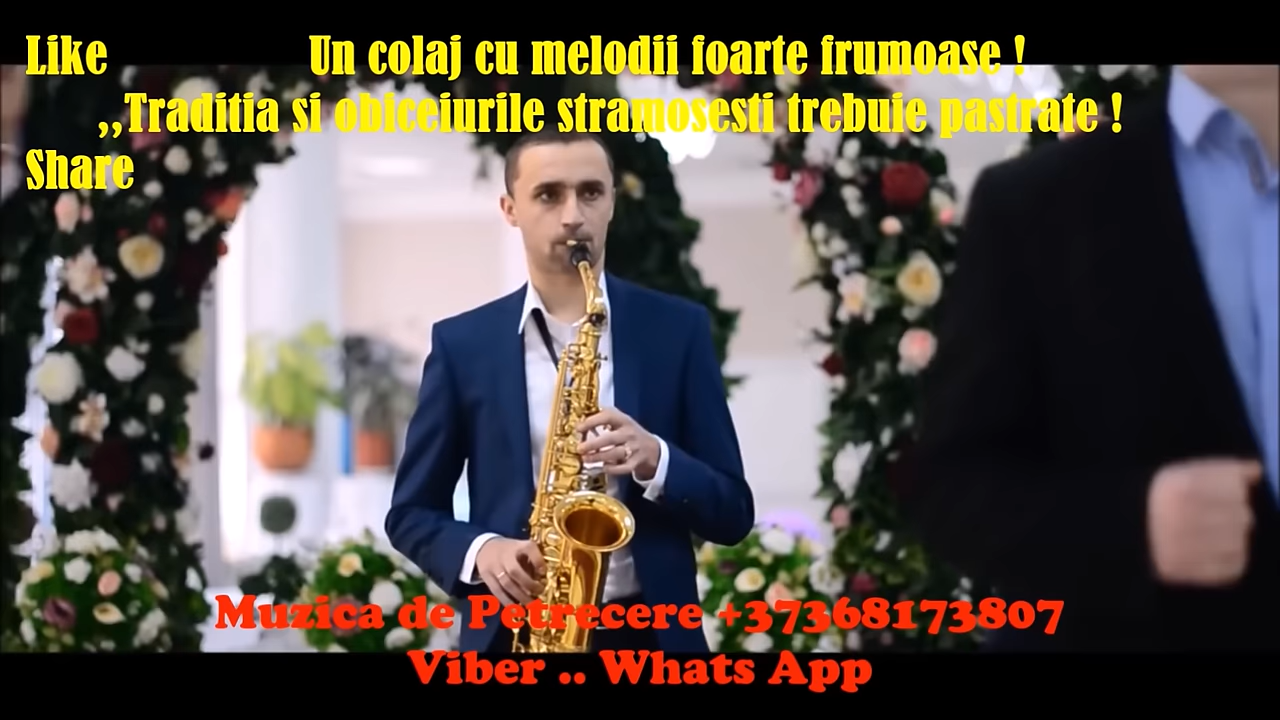 Like Un colaj cu melodii foarte frumoase !
,,Traditia si obiceiurile stramosesti trebuie pastrate !
Share
Muzica de Petrecere +37368173807
Viber .. Whats App